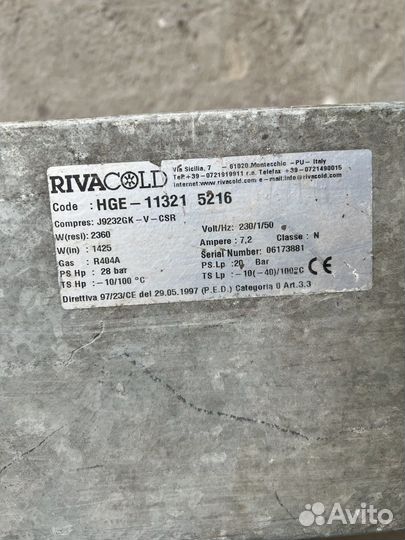 RIVACOLD
Via Sicilia, 7 - 61020 Montecchio -PU- Italy
Tel.+39-0721919911 r.a. Telefax +39-0721490015
Internet:www.rivacold.com e-mail:info@rivacold.com
Code : HGE-11321 5216
Compres: J9232GK-V-CSR
Volt/Hz: 230/1/50
W(resi): 2360
Ampere : 7,2 Classe : N
W(in) : 1425
Serial Number: 06173881
Gas : R404A
PS Hp : 28 bar
PS.Lp :20 Bar
TS Hp : -10/100 °C
TS Lp : -10(-40)/100°C CE
Direttiva 97/23/CE del 29.05.1997 (P.E.D.) Categoria 0 Art.3.3
Avito